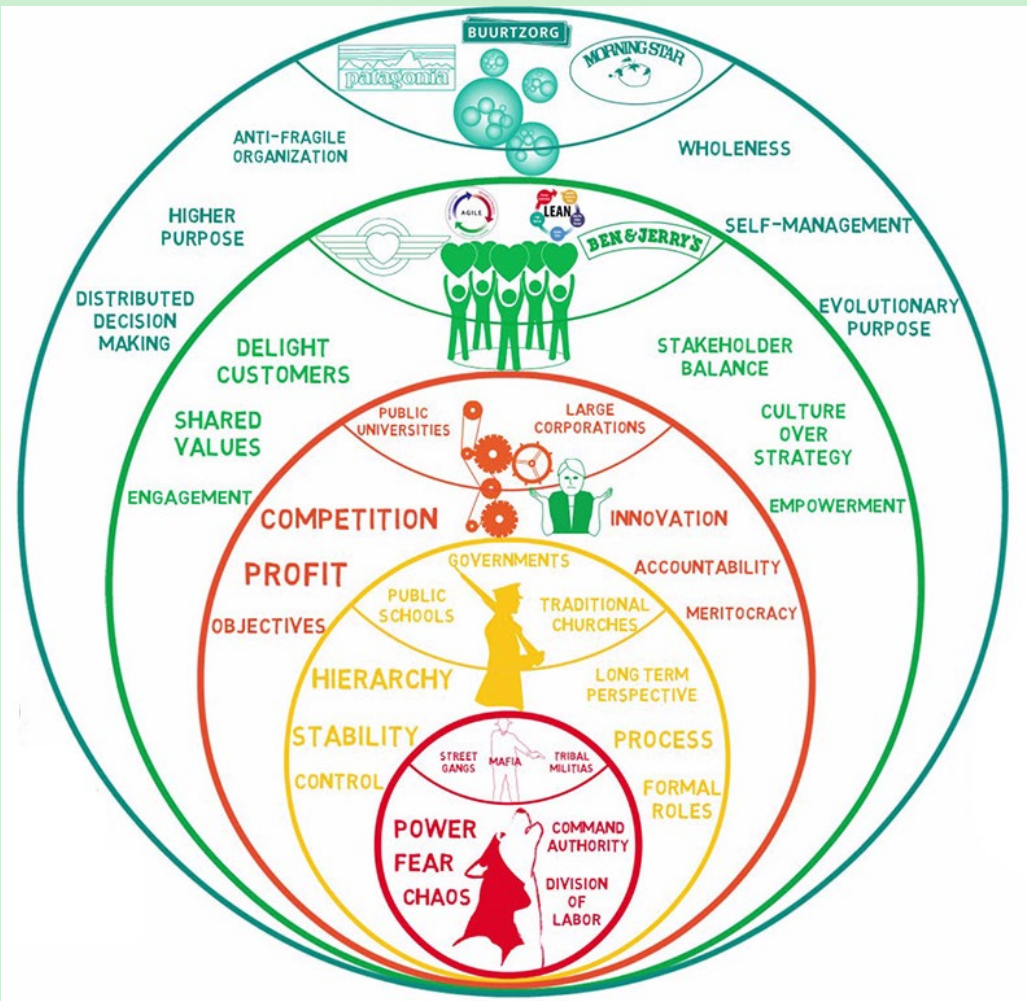 BUURTZORG
patagonia
MORNING STAR
ANTI-FRAGILE
ORGANIZATION
WHOLENESS
HIGHER
PURPOSE
SELF-MANAGEMENT
DISTRIBUTED
DECISION
MAKING
EVOLUTIONARY
PURPOSE
AGILE
LEAN
BEN & JERRY'S
DELIGHT
CUSTOMERS
STAKEHOLDER
BALANCE
SHARED
VALUES
CULTURE
OVER
STRATEGY
ENGAGEMENT
EMPOWERMENT
PUBLIC
UNIVERSITIES
LARGE
CORPORATIONS
COMPETITION
INNOVATION
PROFIT
ACCOUNTABILITY
OBJECTIVES
MERITOCRACY
GOVERNMENTS
PUBLIC
SCHOOLS
TRADITIONAL
CHURCHES
HIERARCHY
LONG TERM
PERSPECTIVE
STABILITY
PROCESS
CONTROL
FORMAL
ROLES
STREET
GANGS
MAFIA
TRIBAL
MILITIAS
POWER
FEAR
CHAOS
COMMAND
AUTHORITY
DIVISION
OF
LABOR